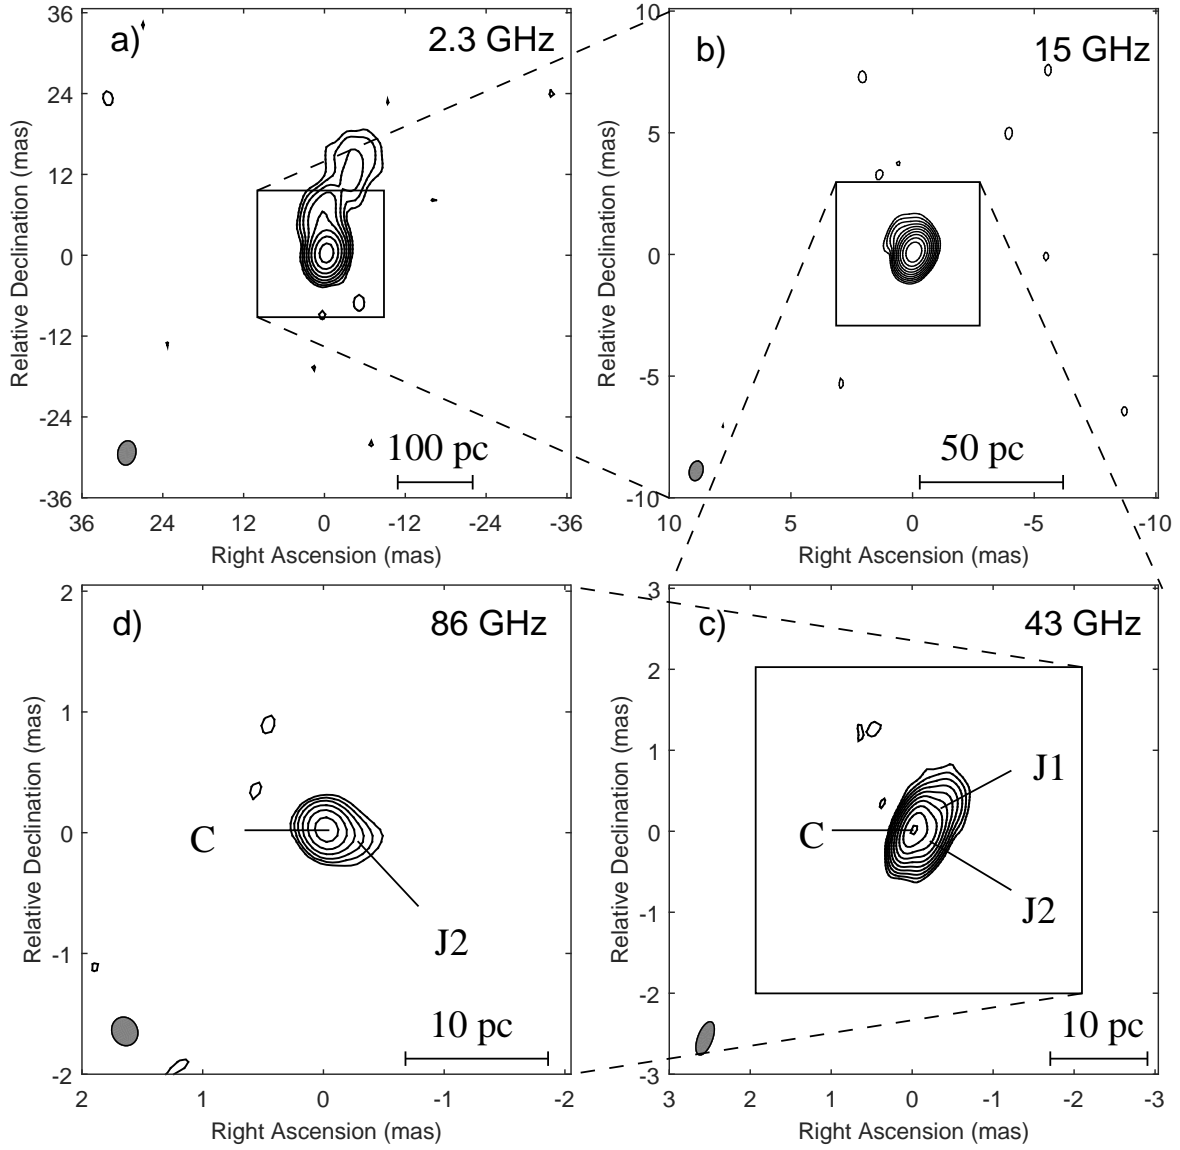 a)
2.3 GHz
36
24
12
0
-12
-24
-36
Relative Declination (mas)
100 pc
36
24
12
0
-12
-24
-36
Right Ascension (mas)
b)
15 GHz
10
5
0
-5
-10
Relative Declination (mas)
50 pc
10
5
0
-5
-10
Right Ascension (mas)
d)
86 GHz
2
1
0
-1
-2
Relative Declination (mas)
C
J2
10 pc
2
1
0
-1
-2
Right Ascension (mas)
c)
43 GHz
3
2
1
0
-1
-2
-3
Relative Declination (mas)
J1
C
J2
10 pc
3
2
1
0
-1
-2
-3
Right Ascension (mas)